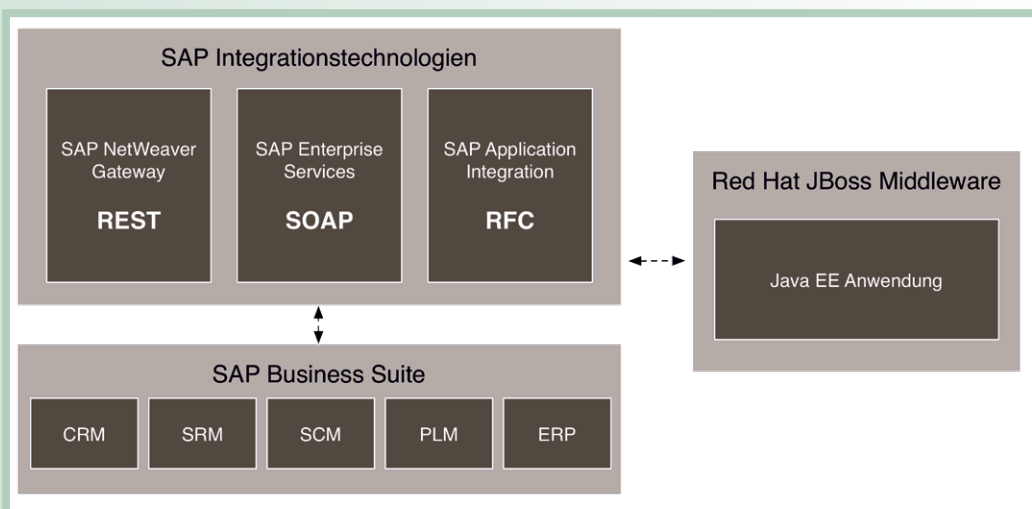 SAP Integrationstechnologien
SAP NetWeaver
Gateway
REST
SAP Enterprise
Services
SOAP
SAP Application
Integration
RFC
Red Hat JBoss Middleware
Java EE Anwendung
SAP Business Suite
CRM
SRM
SCM
PLM
ERP